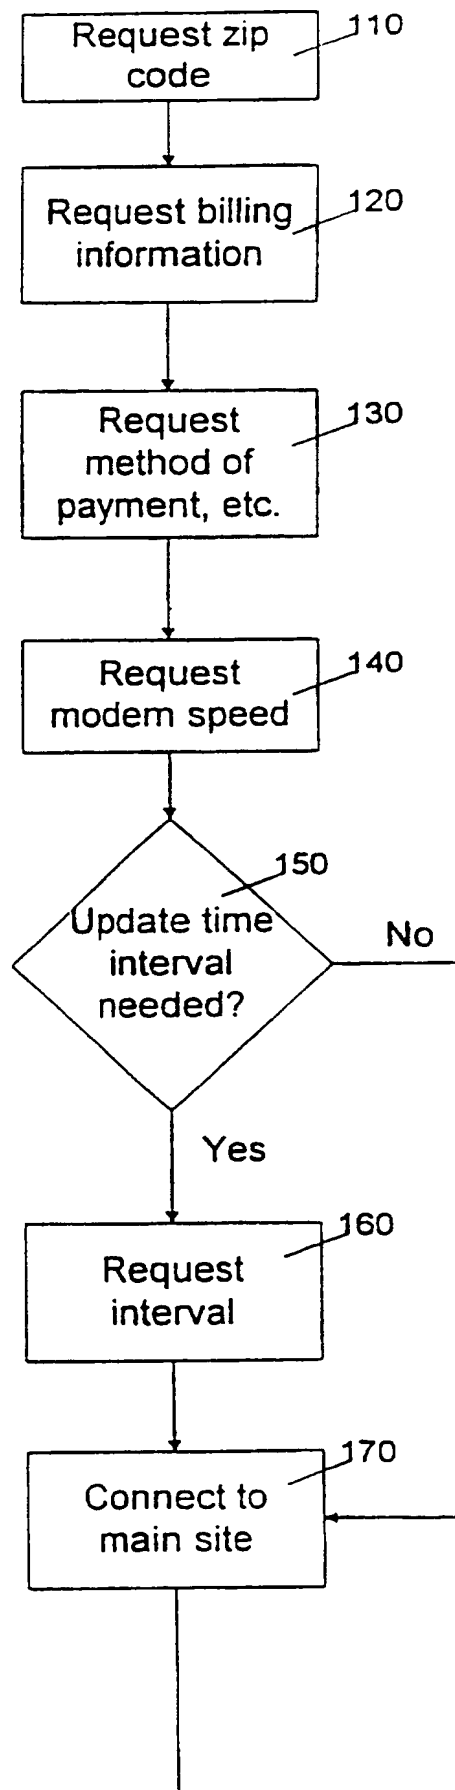 Request zip
code
110
Request billing
information
120
Request
method of
payment, etc.
130
Request
modem speed
140
150
Update time
interval
needed?
No
Yes
Request
interval
160
Connect to
main site
170